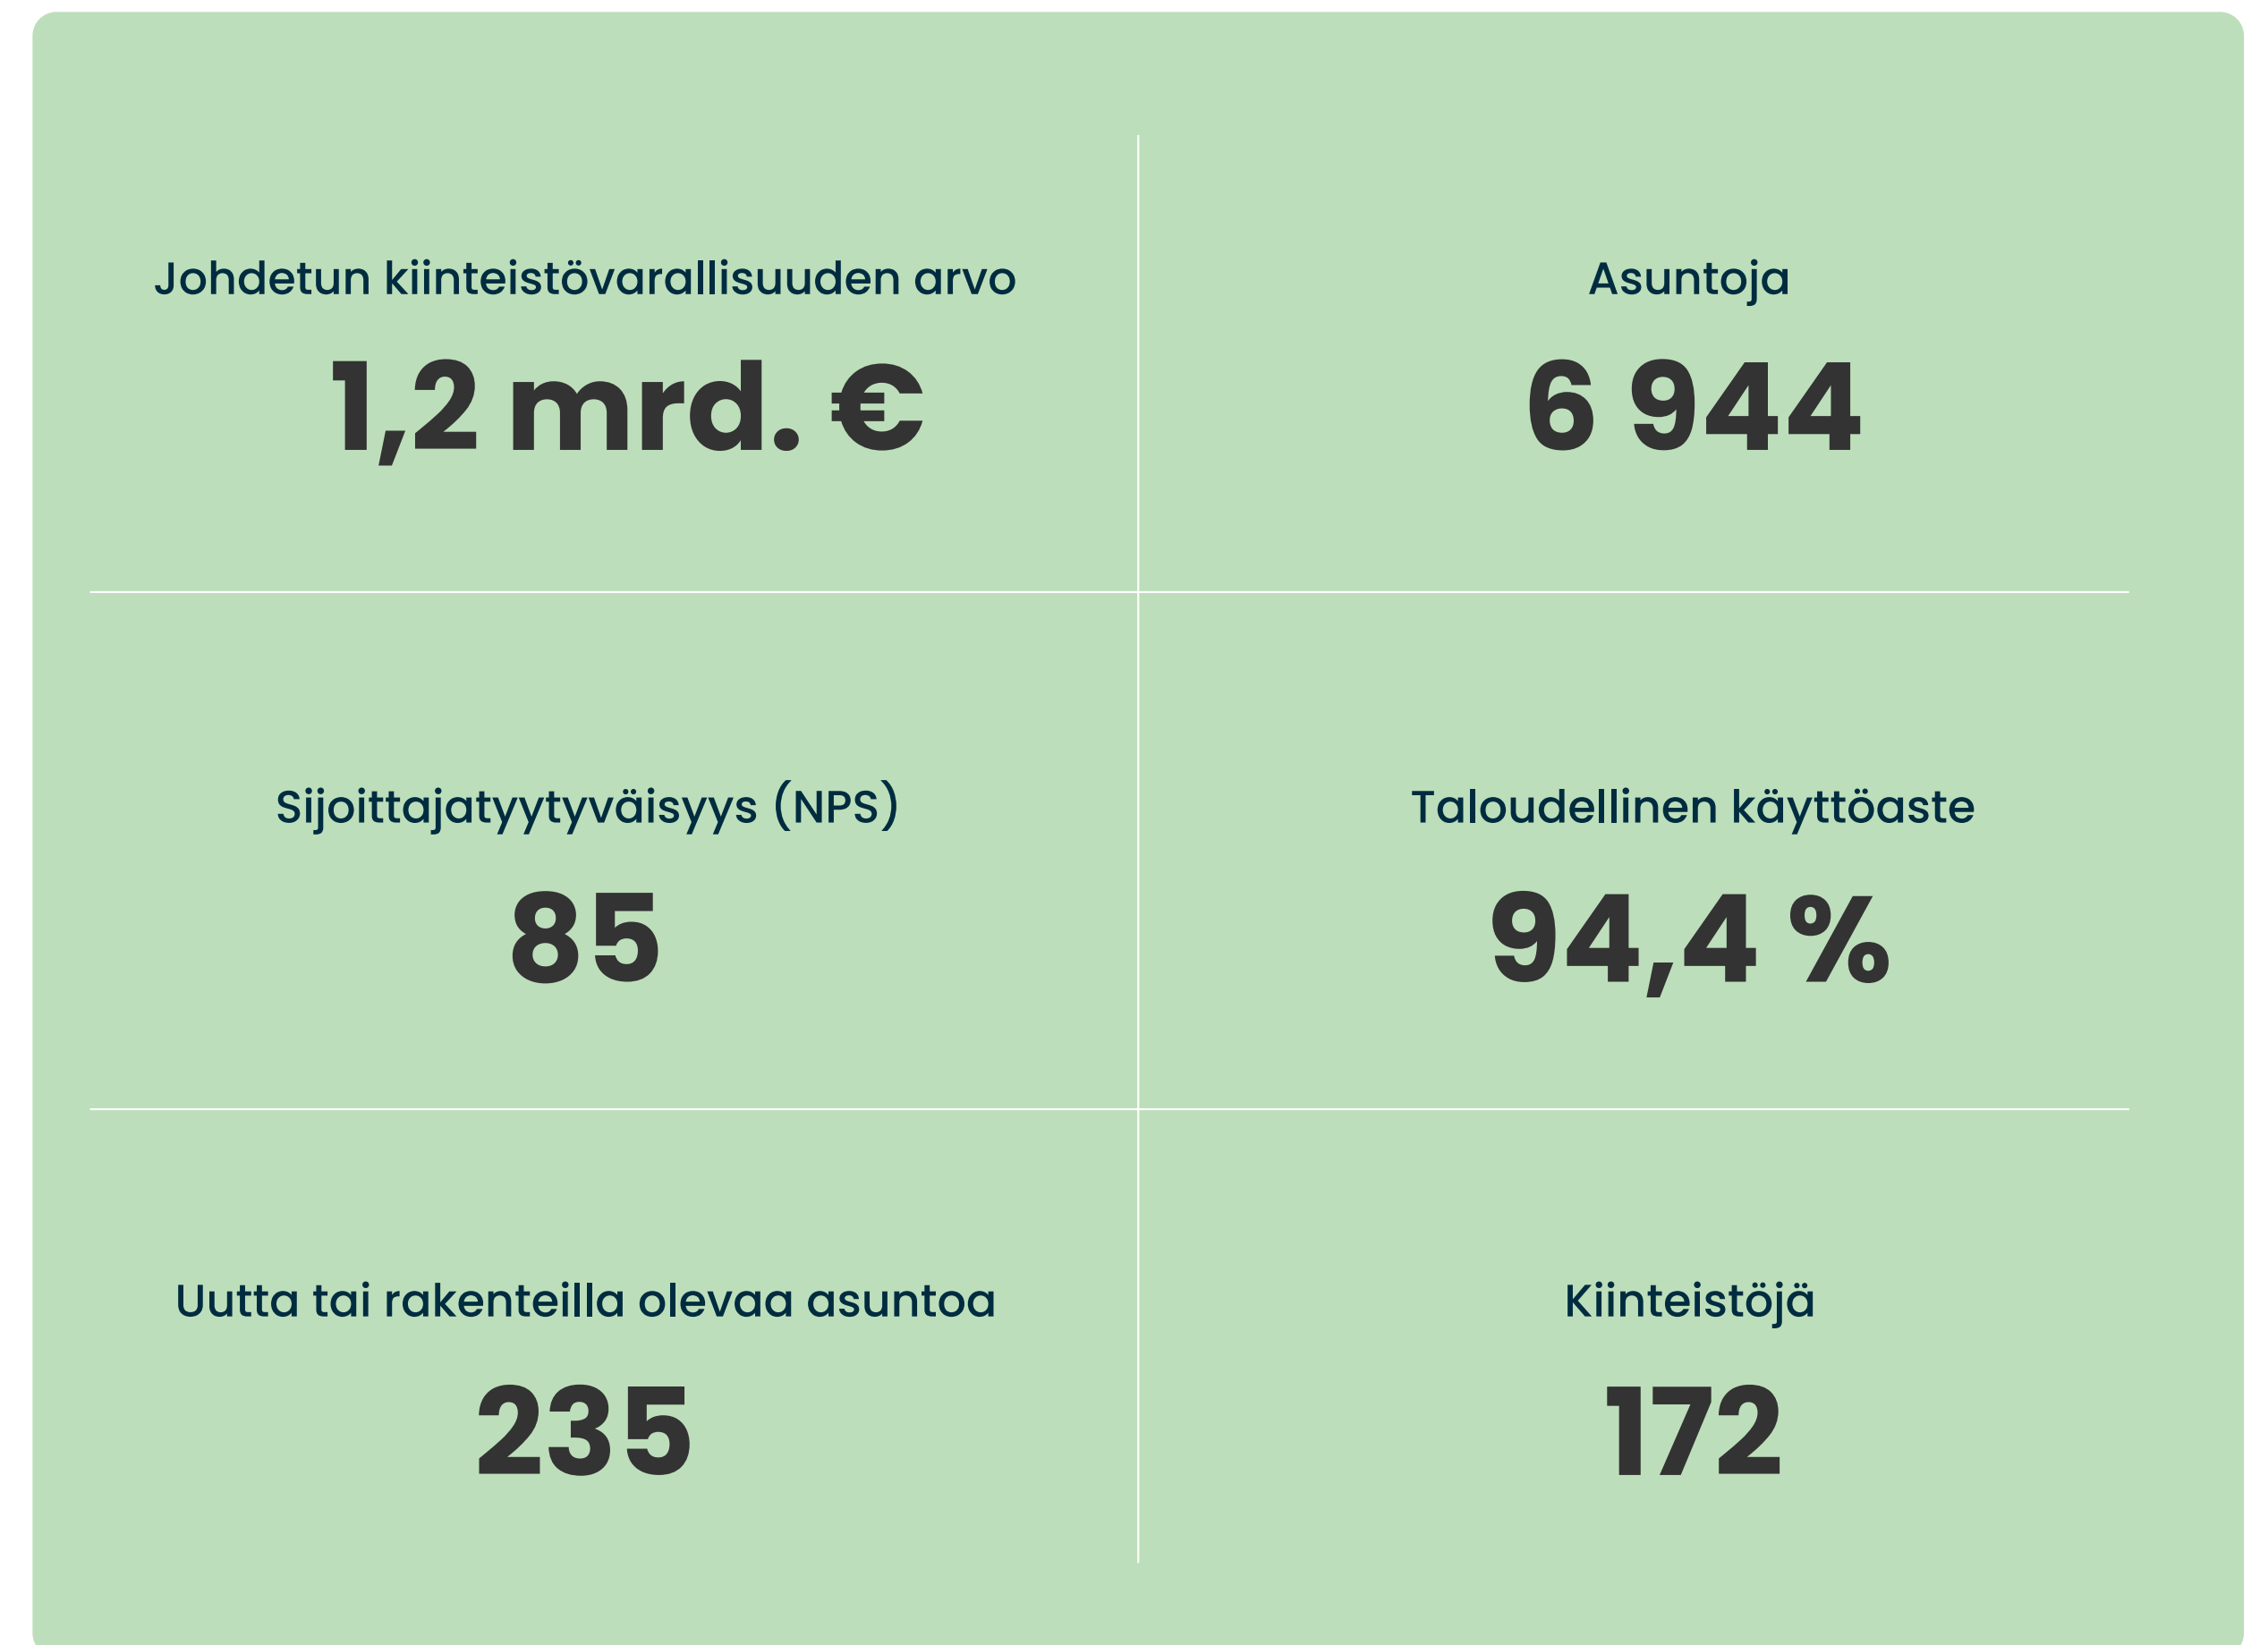 Johdetun kiineistövarallisuuden arvo
1,2 mrd. €
Asuntoja
6 944
Sijoittajatyytyväisyys (NPS)
85
Taloudellinen käyttöaste
94,4 %
Uutta tai rakenteilla olevaa asuntoa
235
Kiinteistöjä
172